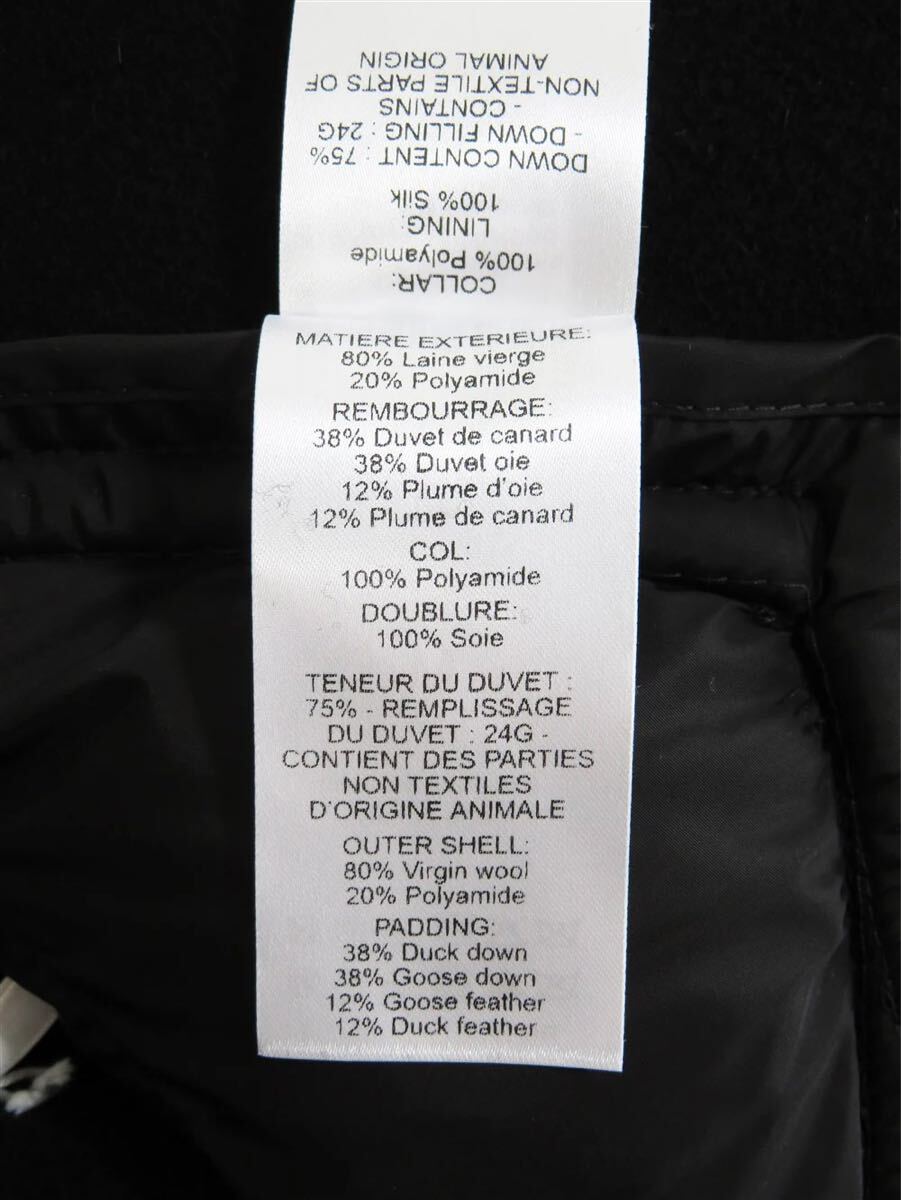 MATIERE EXTERIEURE:
80% Laine vierge
20% Polyamide
REMBOURRAGE:
38% Duvet de canard
38% Duvet oie
12% Plume d'oie
12% Plume de canard
COL:
100% Polyamide
DOUBLURE:
100% Soie
TENEUR DU DUVET :
75% - REMPLISSAGE
DU DUVET : 24G -
CONTIENT DES PARTIES
NON TEXTILES
D'ORIGINE ANIMALE
OUTER SHELL:
80% Virgin wool
20% Polyamide
PADDING:
38% Duck down
38% Goose down
12% Goose feather
12% Duck feather
COLLAR:
100% Polyamide
LINING:
100% Silk
DOWN CONTENT : 75%
- DOWN FILLING : 24G
- CONTAINS
NON-TEXTILE PARTS OF
ANIMAL ORIGIN